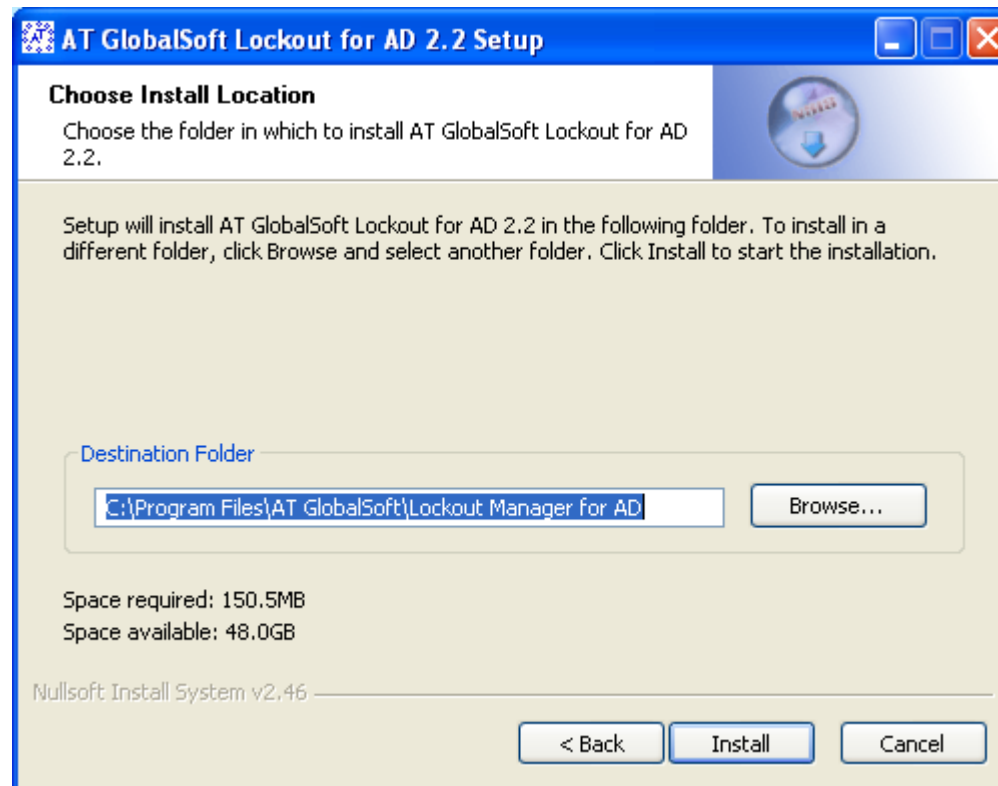 AT GlobalSoft Lockout for AD 2.2 Setup
Choose Install Location
Choose the folder in which to install AT GlobalSoft Lockout for AD
2.2.
Setup will install AT GlobalSoft Lockout for AD 2.2 in the following folder. To install in a
different folder, click Browse and select another folder. Click Install to start the installation.
Destination Folder
C:\Program Files\AT GlobalSoft\Lockout Manager for AD
Browse...
Space required: 150.5MB
Space available: 48.0GB
Nullsoft Install System v2.46
< Back
Install
Cancel